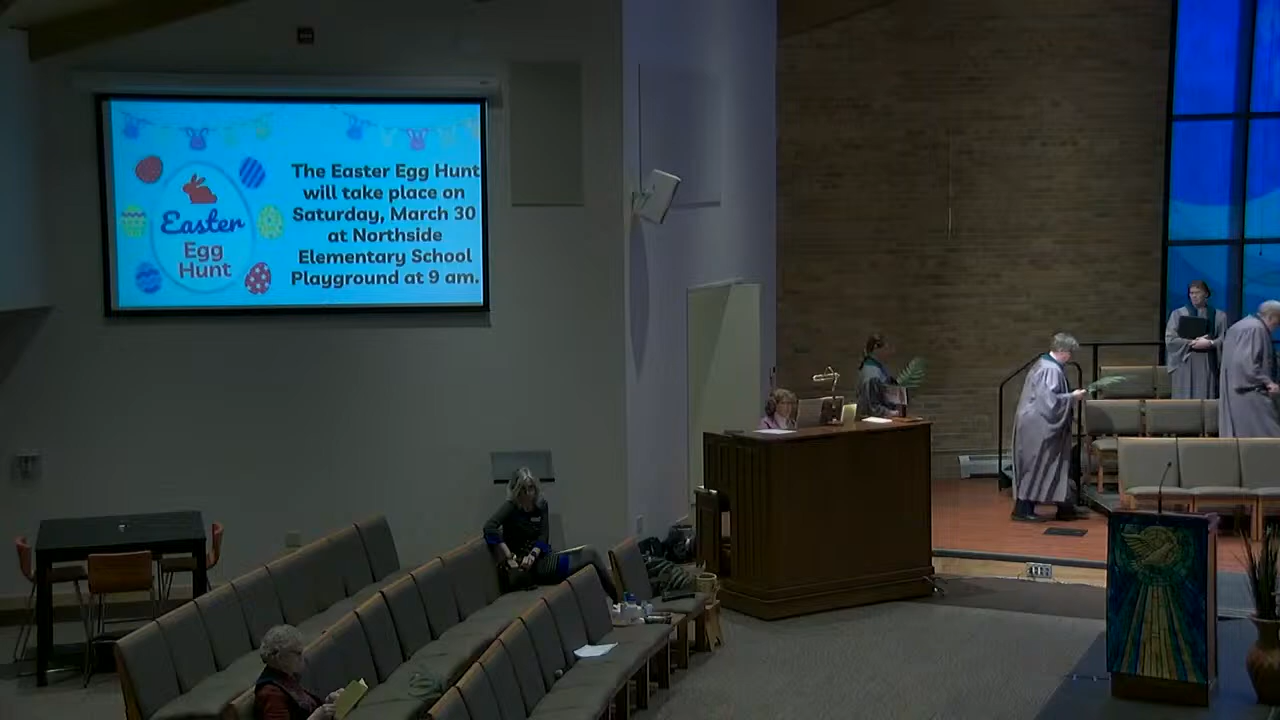 Easter
Egg
Hunt
The Easter Egg Hunt
will take place on
Saturday, March 30
at Northside
Elementary School
Playground at 9 am.